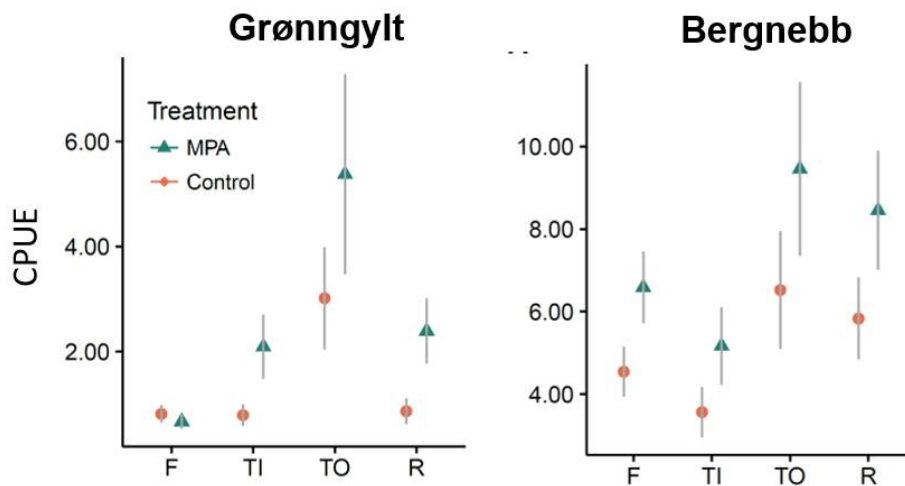 Grønngylt
Bergnebb
Treatment
MPA
Control
CPUE
6.00
4.00
2.00
F TI TO R
10.00
8.00
6.00
4.00
F TI TO R